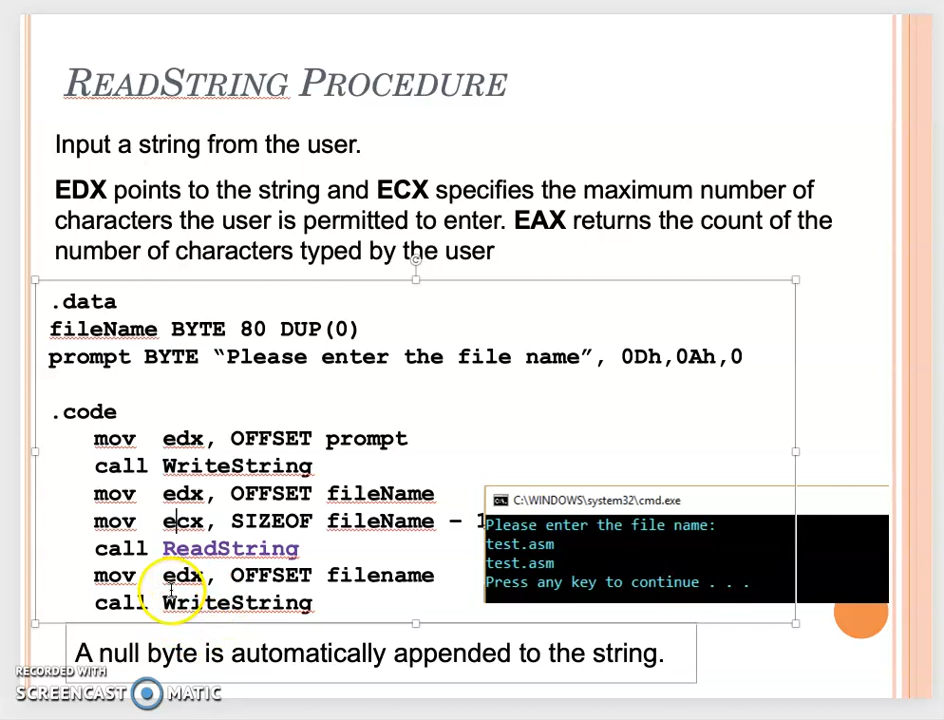 READSTRING PROCEDURE
Input a string from the user.
EDX points to the string and ECX specifies the maximum number of
characters the user is permitted to enter. EAX returns the count of the
number of characters typed by the user
.data
fileName BYTE 80 DUP(0)
prompt BYTE “Please enter the file name”, 0Dh,0Ah,0
.code
mov edx, OFFSET prompt
call WriteString
mov edx, OFFSET fileName
mov ecx, SIZEOF fileName – 1
call ReadString
mov edx, OFFSET filename
call WriteString
C:\WINDOWS\system32\cmd.exe
Please enter the file name:
test.asm
test.asm
Press any key to continue . . .
A null byte is automatically appended to the string.
RECORDED WITH
SCREENCAST MATIC